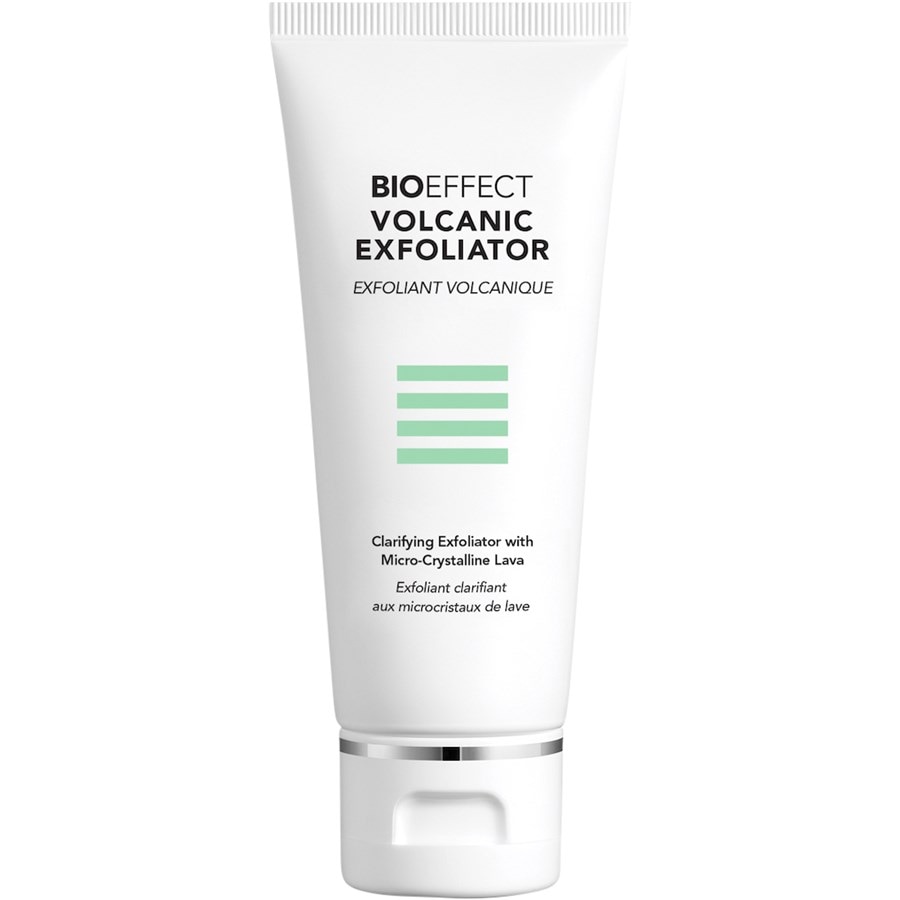 BIOEFFECT
VOLCANIC
EXFOLIATOR
EXFOLIANT VOLCANIQUE
Clarifying Exfoliator with
Micro-Crystalline Lava
Exfoliant clarifiant
aux microcristaux de lave